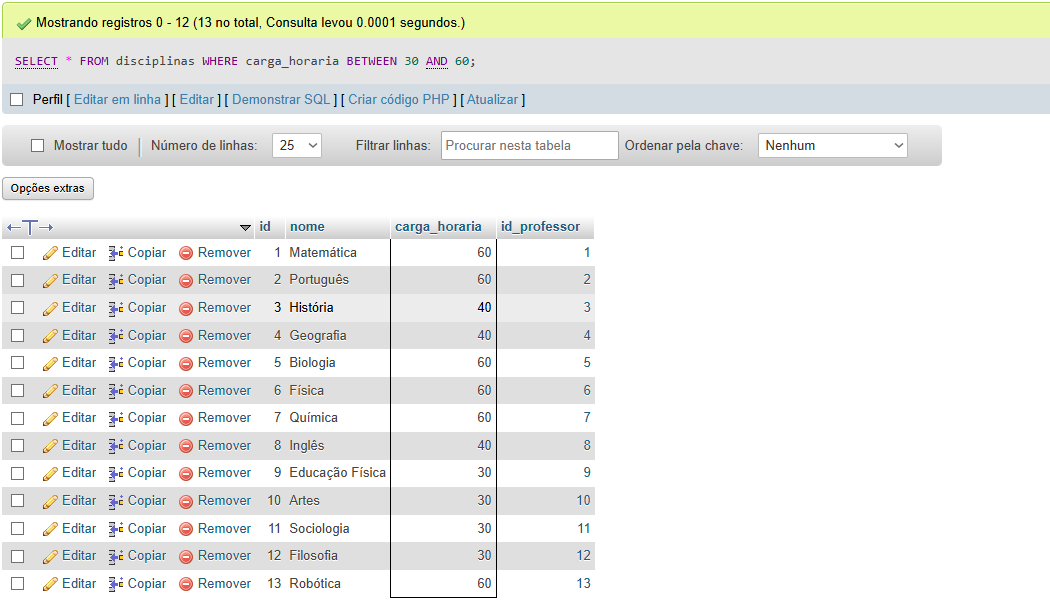 Mostrando registros 0 - 12 (13 no total, Consulta levou 0.0001 segundos.)
SELECT * FROM disciplinas WHERE carga_horaria BETWEEN 30 AND 60;
Perfil [ Editar em linha ] [ Editar ] [ Demonstrar SQL ] [ Criar código PHP ] [ Atualizar ]
Mostrar tudo | Número de linhas: 25 Filtrar linhas: Procurar nesta tabela Ordenar pela chave: Nenhum
Opções extras
←T→ id nome carga_horaria id_professor
Editar Copiar Remover 1 Matemática 60 1
Editar Copiar Remover 2 Português 60 2
Editar Copiar Remover 3 História 40 3
Editar Copiar Remover 4 Geografia 40 4
Editar Copiar Remover 5 Biologia 60 5
Editar Copiar Remover 6 Física 60 6
Editar Copiar Remover 7 Química 60 7
Editar Copiar Remover 8 Inglês 40 8
Editar Copiar Remover 9 Educação Física 30 9
Editar Copiar Remover 10 Artes 30 10
Editar Copiar Remover 11 Sociologia 30 11
Editar Copiar Remover 12 Filosofia 30 12
Editar Copiar Remover 13 Robótica 60 13